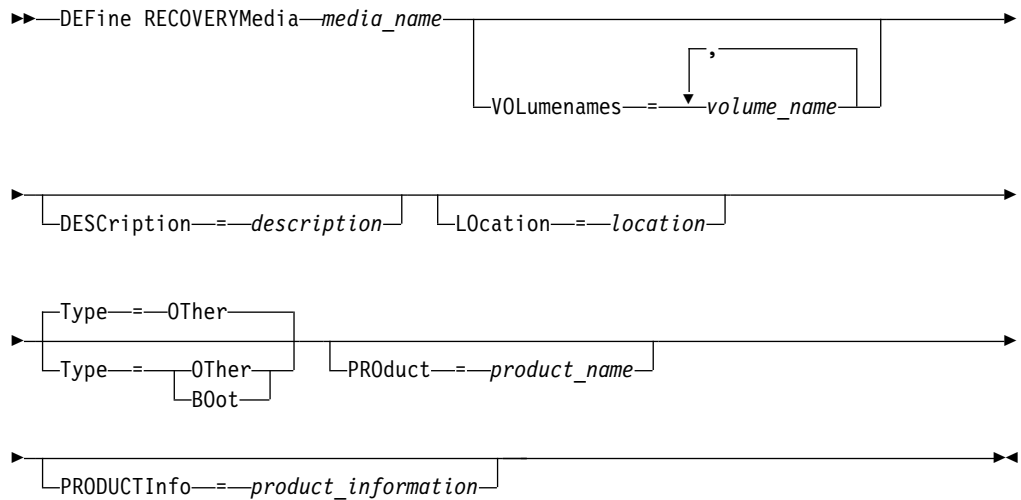 DEFine RECOVERYMedia media_name
,
VOLumenames = volume_name
DESCription = description LOcation = location
Type = OTher
Type = OTher PROduct = product_name
BOot
PRODUCTInfo = product_information